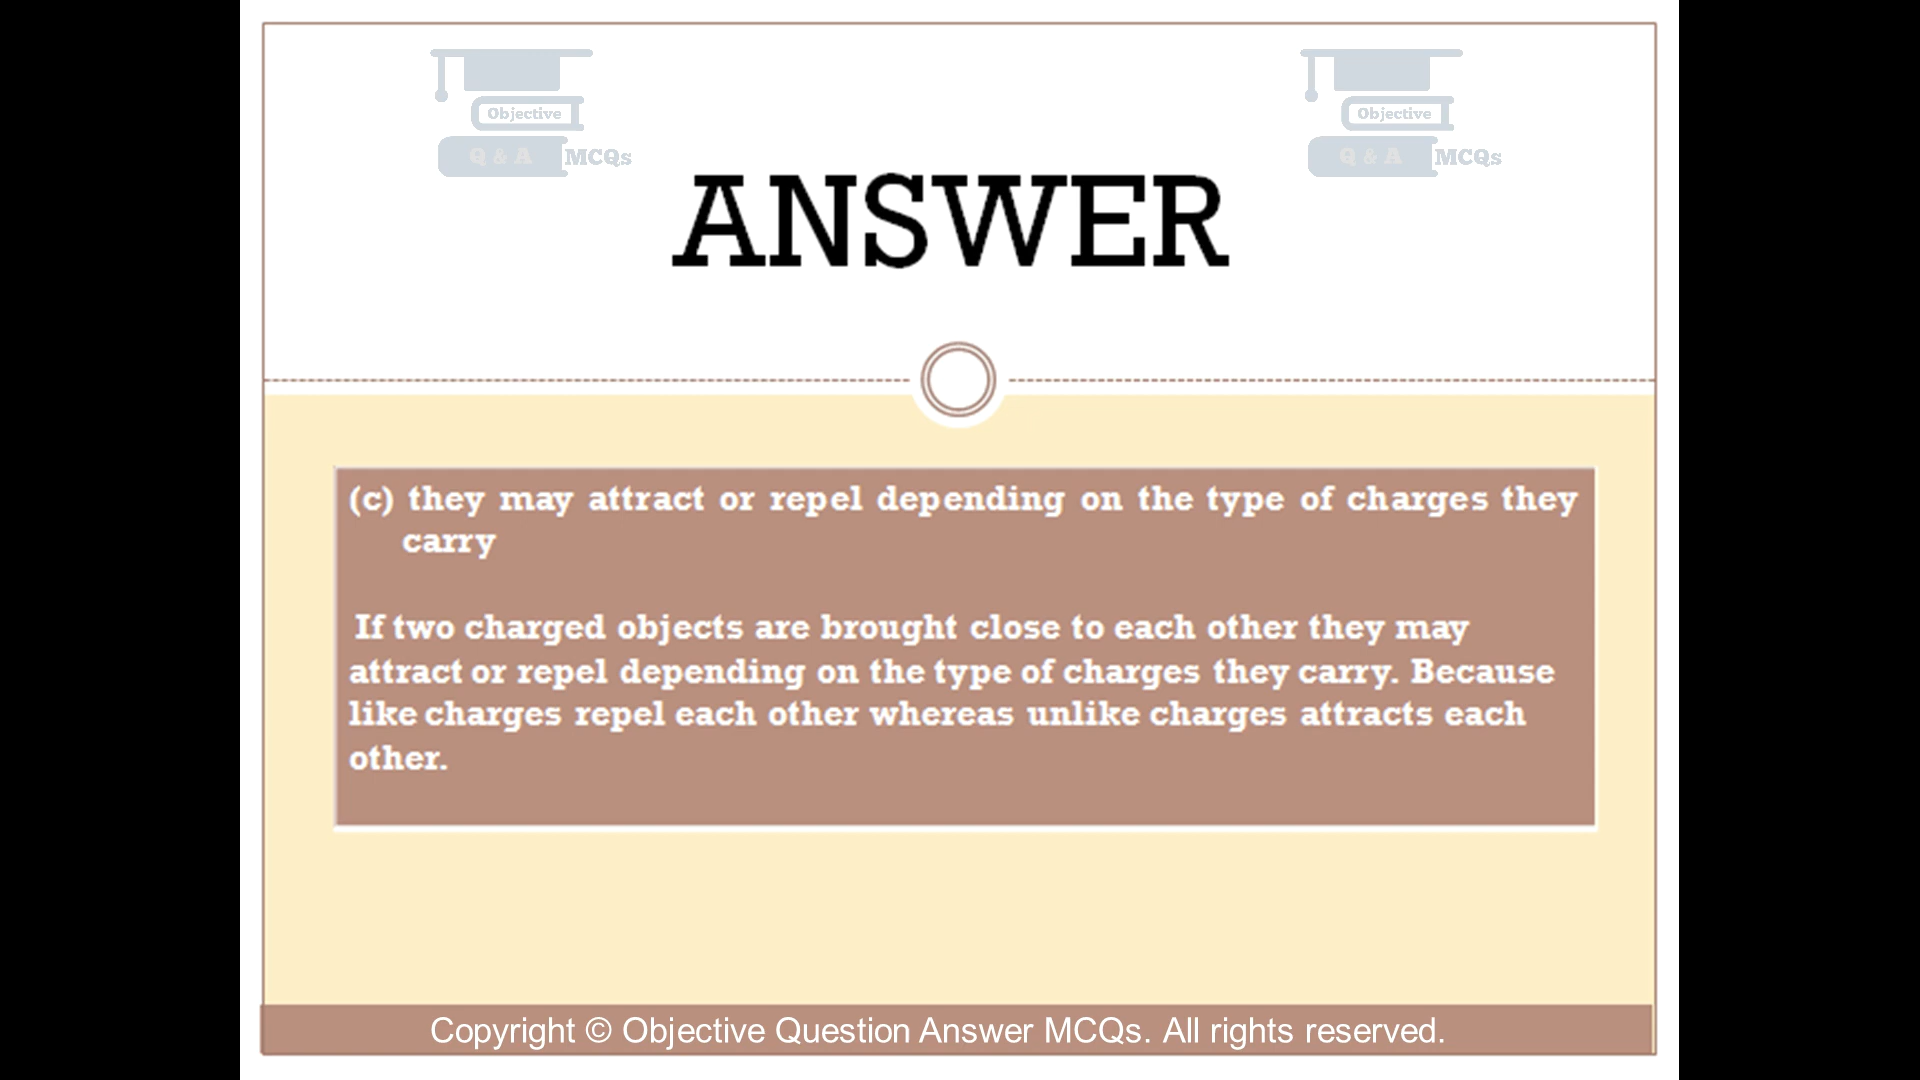 Objective
Q & A MCQs
Objective
Q & A MCQs
ANSWER
(c) they may attract or repel depending on the type of charges they
carry
If two charged objects are brought close to each other they may
attract or repel depending on the type of charges they carry. Because
like charges repel each other whereas unlike charges attracts each
other.
Copyright © Objective Question Answer MCQs. All rights reserved.